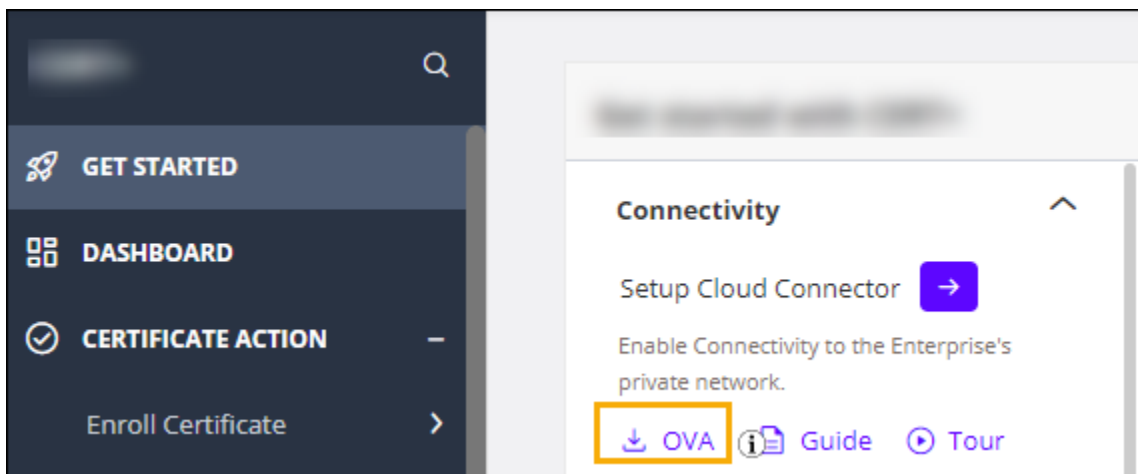 GET STARTED
DASHBOARD
CERTIFICATE ACTION
Enroll Certificate
Connectivity
Setup Cloud Connector
Enable Connectivity to the Enterprise's
private network.
OVA Guide Tour